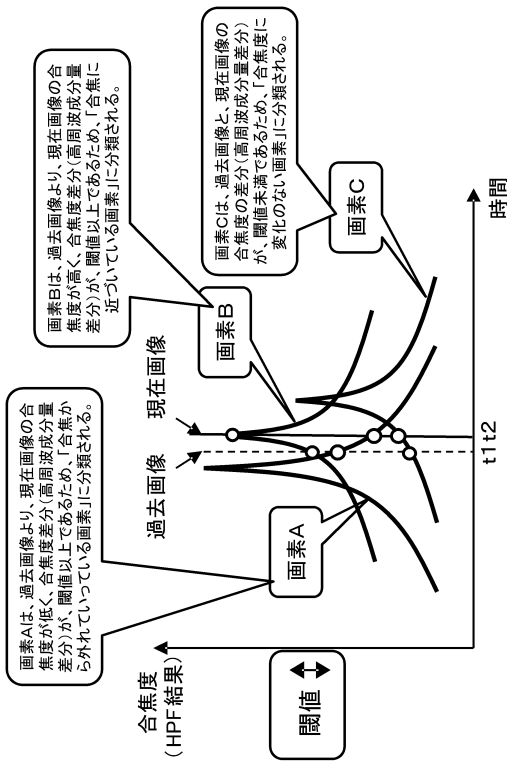 画素Aは、過去画像より、現在画像の合
焦度が低く、合焦度差分(高周波成分量
差分)が、閾値以上であるため、「合焦か
ら外れていっている画素」に分類される。
画素Bは、過去画像より、現在画像の合
焦度が高く、合焦度差分(高周波成分量
差分)が、閾値以上であるため、「合焦に
近づいている画素」に分類される。
画素Cは、過去画像と、現在画像の
合焦度の差分(高周波成分量差分)
が、閾値未満であるため、「合焦度に
変化のない画素」に分類される。
合焦度
(HPF結果)
過去画像
現在画像
画素A
画素B
画素C
閾値
t1t2
時間